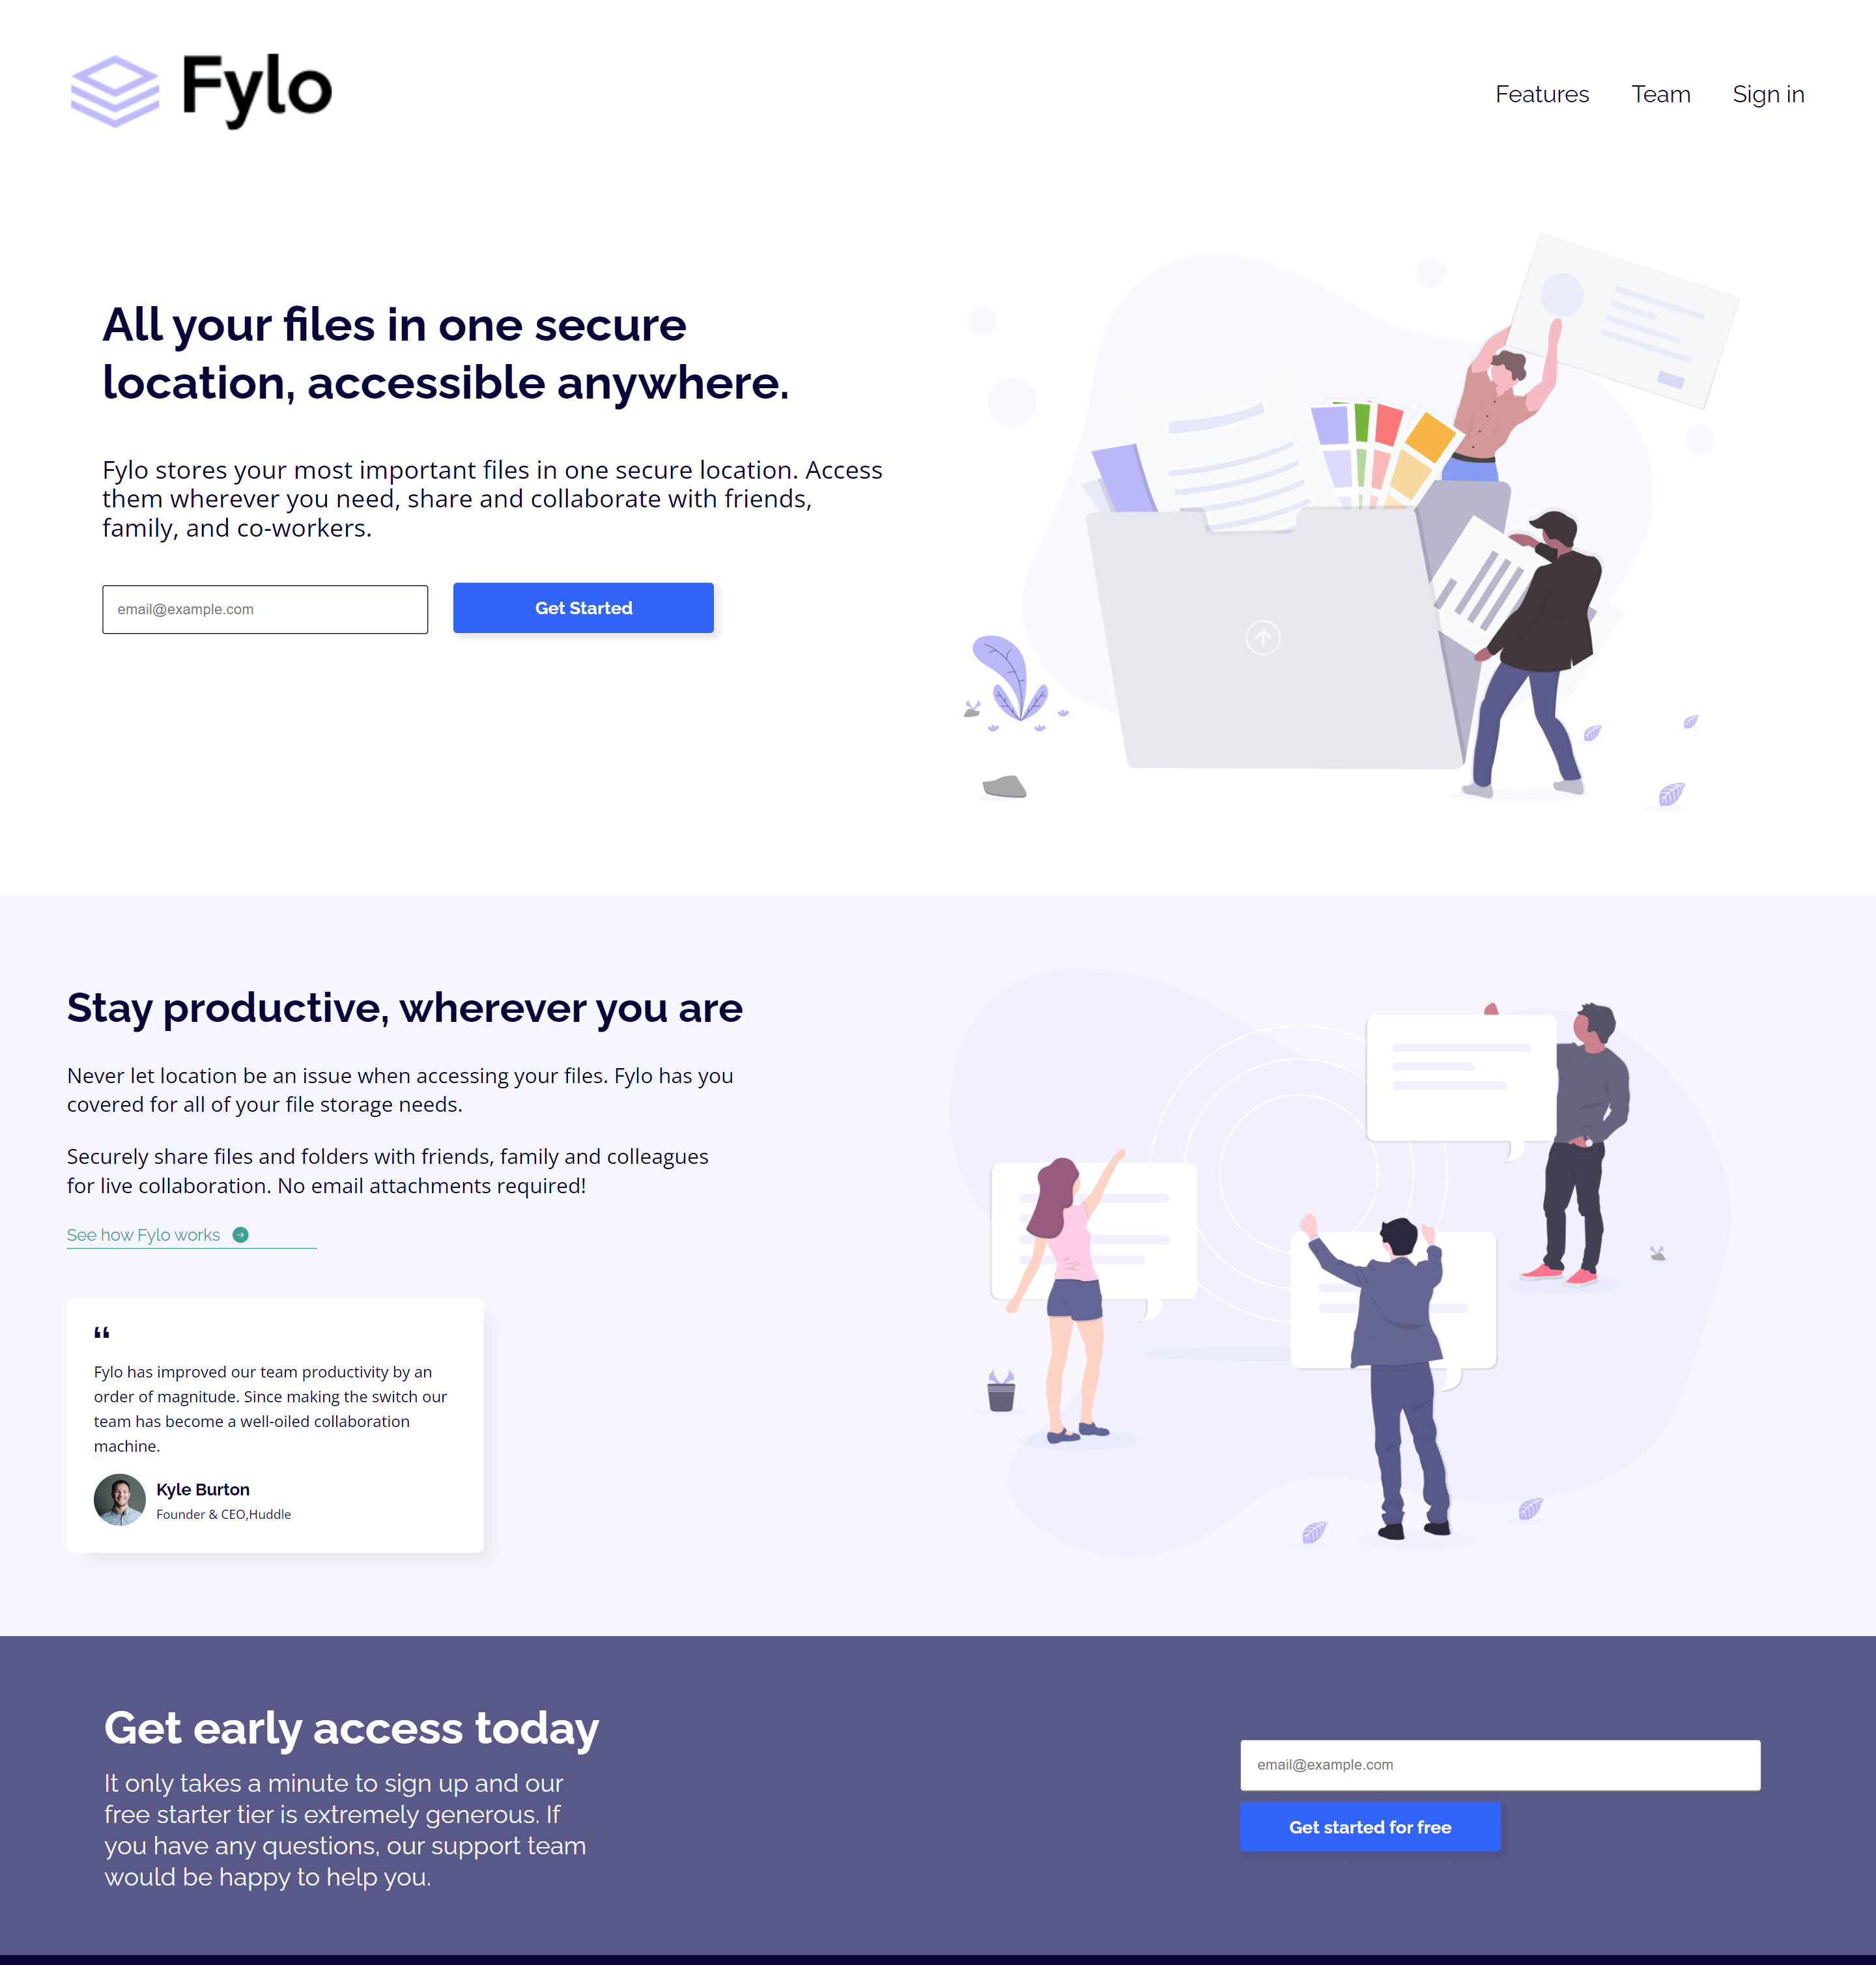 Fylo
Features
Team
Sign in
All your files in one secure
location, accessible anywhere.
Fylo stores your most important files in one secure location. Access
them wherever you need, share and collaborate with friends,
family, and co-workers.
email@example.com
Get Started
Stay productive, wherever you are
Never let location be an issue when accessing your files. Fylo has you
covered for all of your file storage needs.
Securely share files and folders with friends, family and colleagues
for live collaboration. No email attachments required!
See how Fylo works
“
Fylo has improved our team productivity by an
order of magnitude. Since making the switch our
team has become a well-oiled collaboration
machine.
Kyle Burton
Founder & CEO,Huddle
Get early access today
It only takes a minute to sign up and our
free starter tier is extremely generous. If
you have any questions, our support team
would be happy to help you.
email@example.com
Get started for free